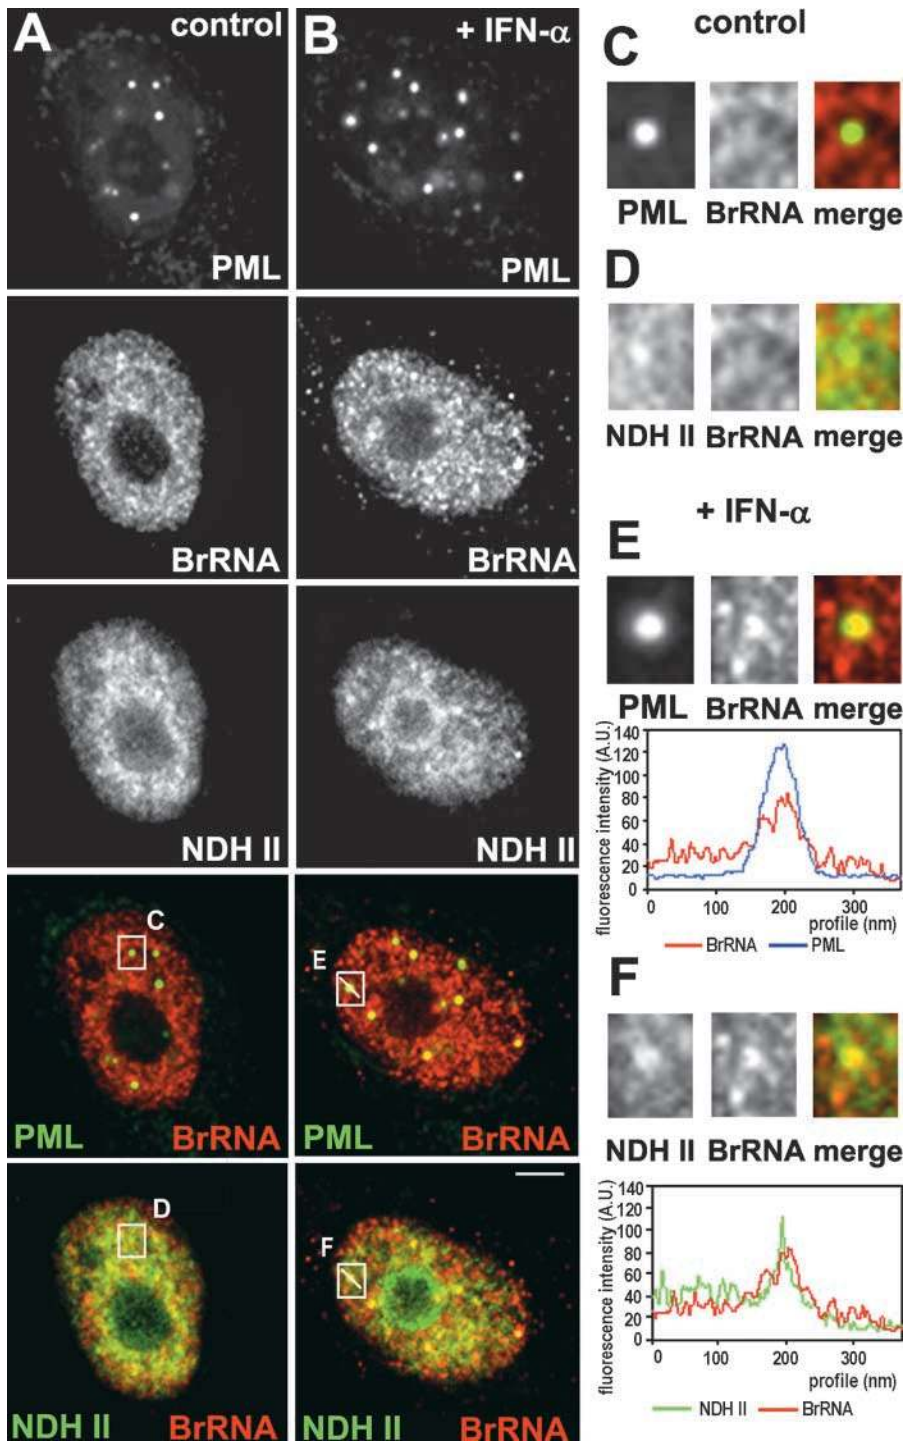 A control
B + IFN-α
PML
PML
BrRNA
BrRNA
NDH II
NDH II
C
E
PML BrRNA
PML BrRNA
D
F
NDH II BrRNA
NDH II BrRNA
control
C
PML BrRNA merge
D
NDH II BrRNA merge
+ IFN-α
E
PML BrRNA merge
fluorescence intensity (A.U.)
140
120
100
80
60
40
20
0
0 100 200 300
profile (nm)
BrRNA PML
F
NDH II BrRNA merge
fluorescence intensity (A.U.)
140
120
100
80
60
40
20
0
0 100 200 300
profile (nm)
NDH II BrRNA